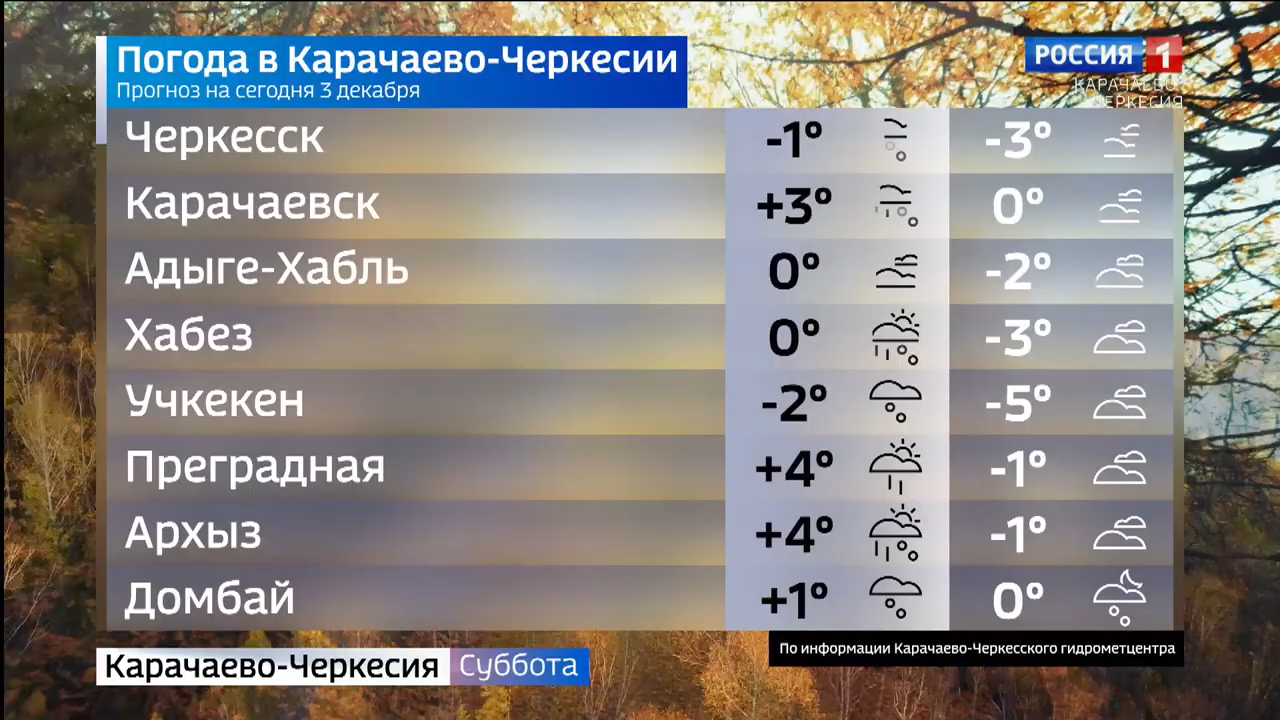 Погода в Карачаево-Черкесии
Прогноз на сегодня 3 декабря
РОССИЯ 1
КАРАЧАЕВО-
ЧЕРКЕСИЯ
Черкесск -1° -3°
Карачаевск +3° 0°
Адыге-Хабль 0° -2°
Хабез 0° -3°
Учкекен -2° -5°
Преградная +4° -1°
Архыз +4° -1°
Домбай +1° 0°
По информации Карачаево-Черкесского гидрометцентра
Карачаево-Черкесия Суббота